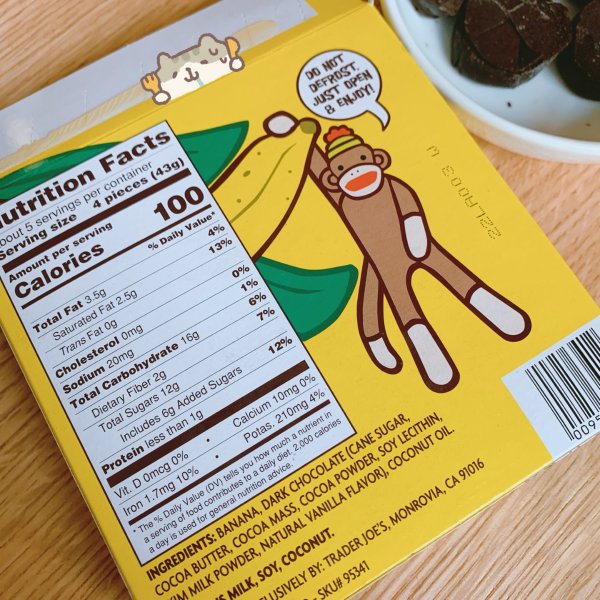 DO NOT
DEFROST.
JUST OPEN
& ENJOY!
Nutrition Facts
about 5 servings per container
Serving size 4 pieces (43g)
Amount per serving
Calories 100
% Daily Value*
Total Fat 3.5g 4%
Saturated Fat 2.5g 13%
Trans Fat 0g
Cholesterol 0mg 0%
Sodium 20mg 1%
Total Carbohydrate 16g 6%
Dietary Fiber 2g 7%
Total Sugars 12g
Includes 6g Added Sugars 12%
Protein less than 1g
Vit. D 0mcg 0% • Calcium 10mg 0%
Iron 1.7mg 10% • Potas. 210mg 4%
* The % Daily Value (DV) tells you how much a nutrient in
a serving of food contributes to a daily diet. 2,000 calories
a day is used for general nutrition advice.
INGREDIENTS: BANANA, DARK CHOCOLATE (CANE SUGAR,
COCOA BUTTER, COCOA MASS, COCOA POWDER, SOY LECITHIN,
MILK POWDER, NATURAL VANILLA FLAVOR), COCONUT OIL.
MILK, SOY, COCONUT.
BY: TRADER JOE'S, MONROVIA, CA 91016
SKU# 95341